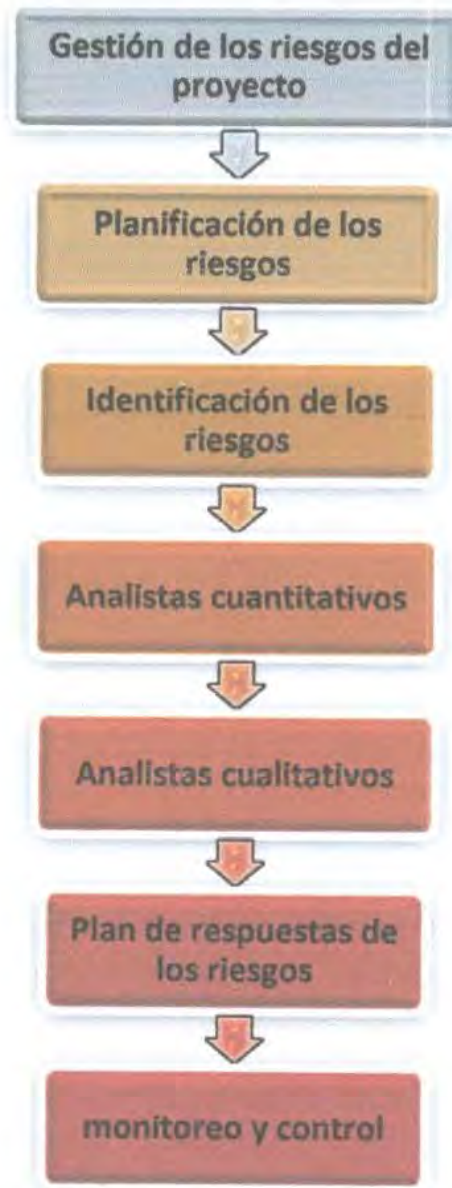 Gestión de los riesgos del
proyecto
Planificación de los
riesgos
Identificación de los
riesgos
Analistas cuantitativos
Analistas cualitativos
Plan de respuestas de
los riesgos
monitoreo y control